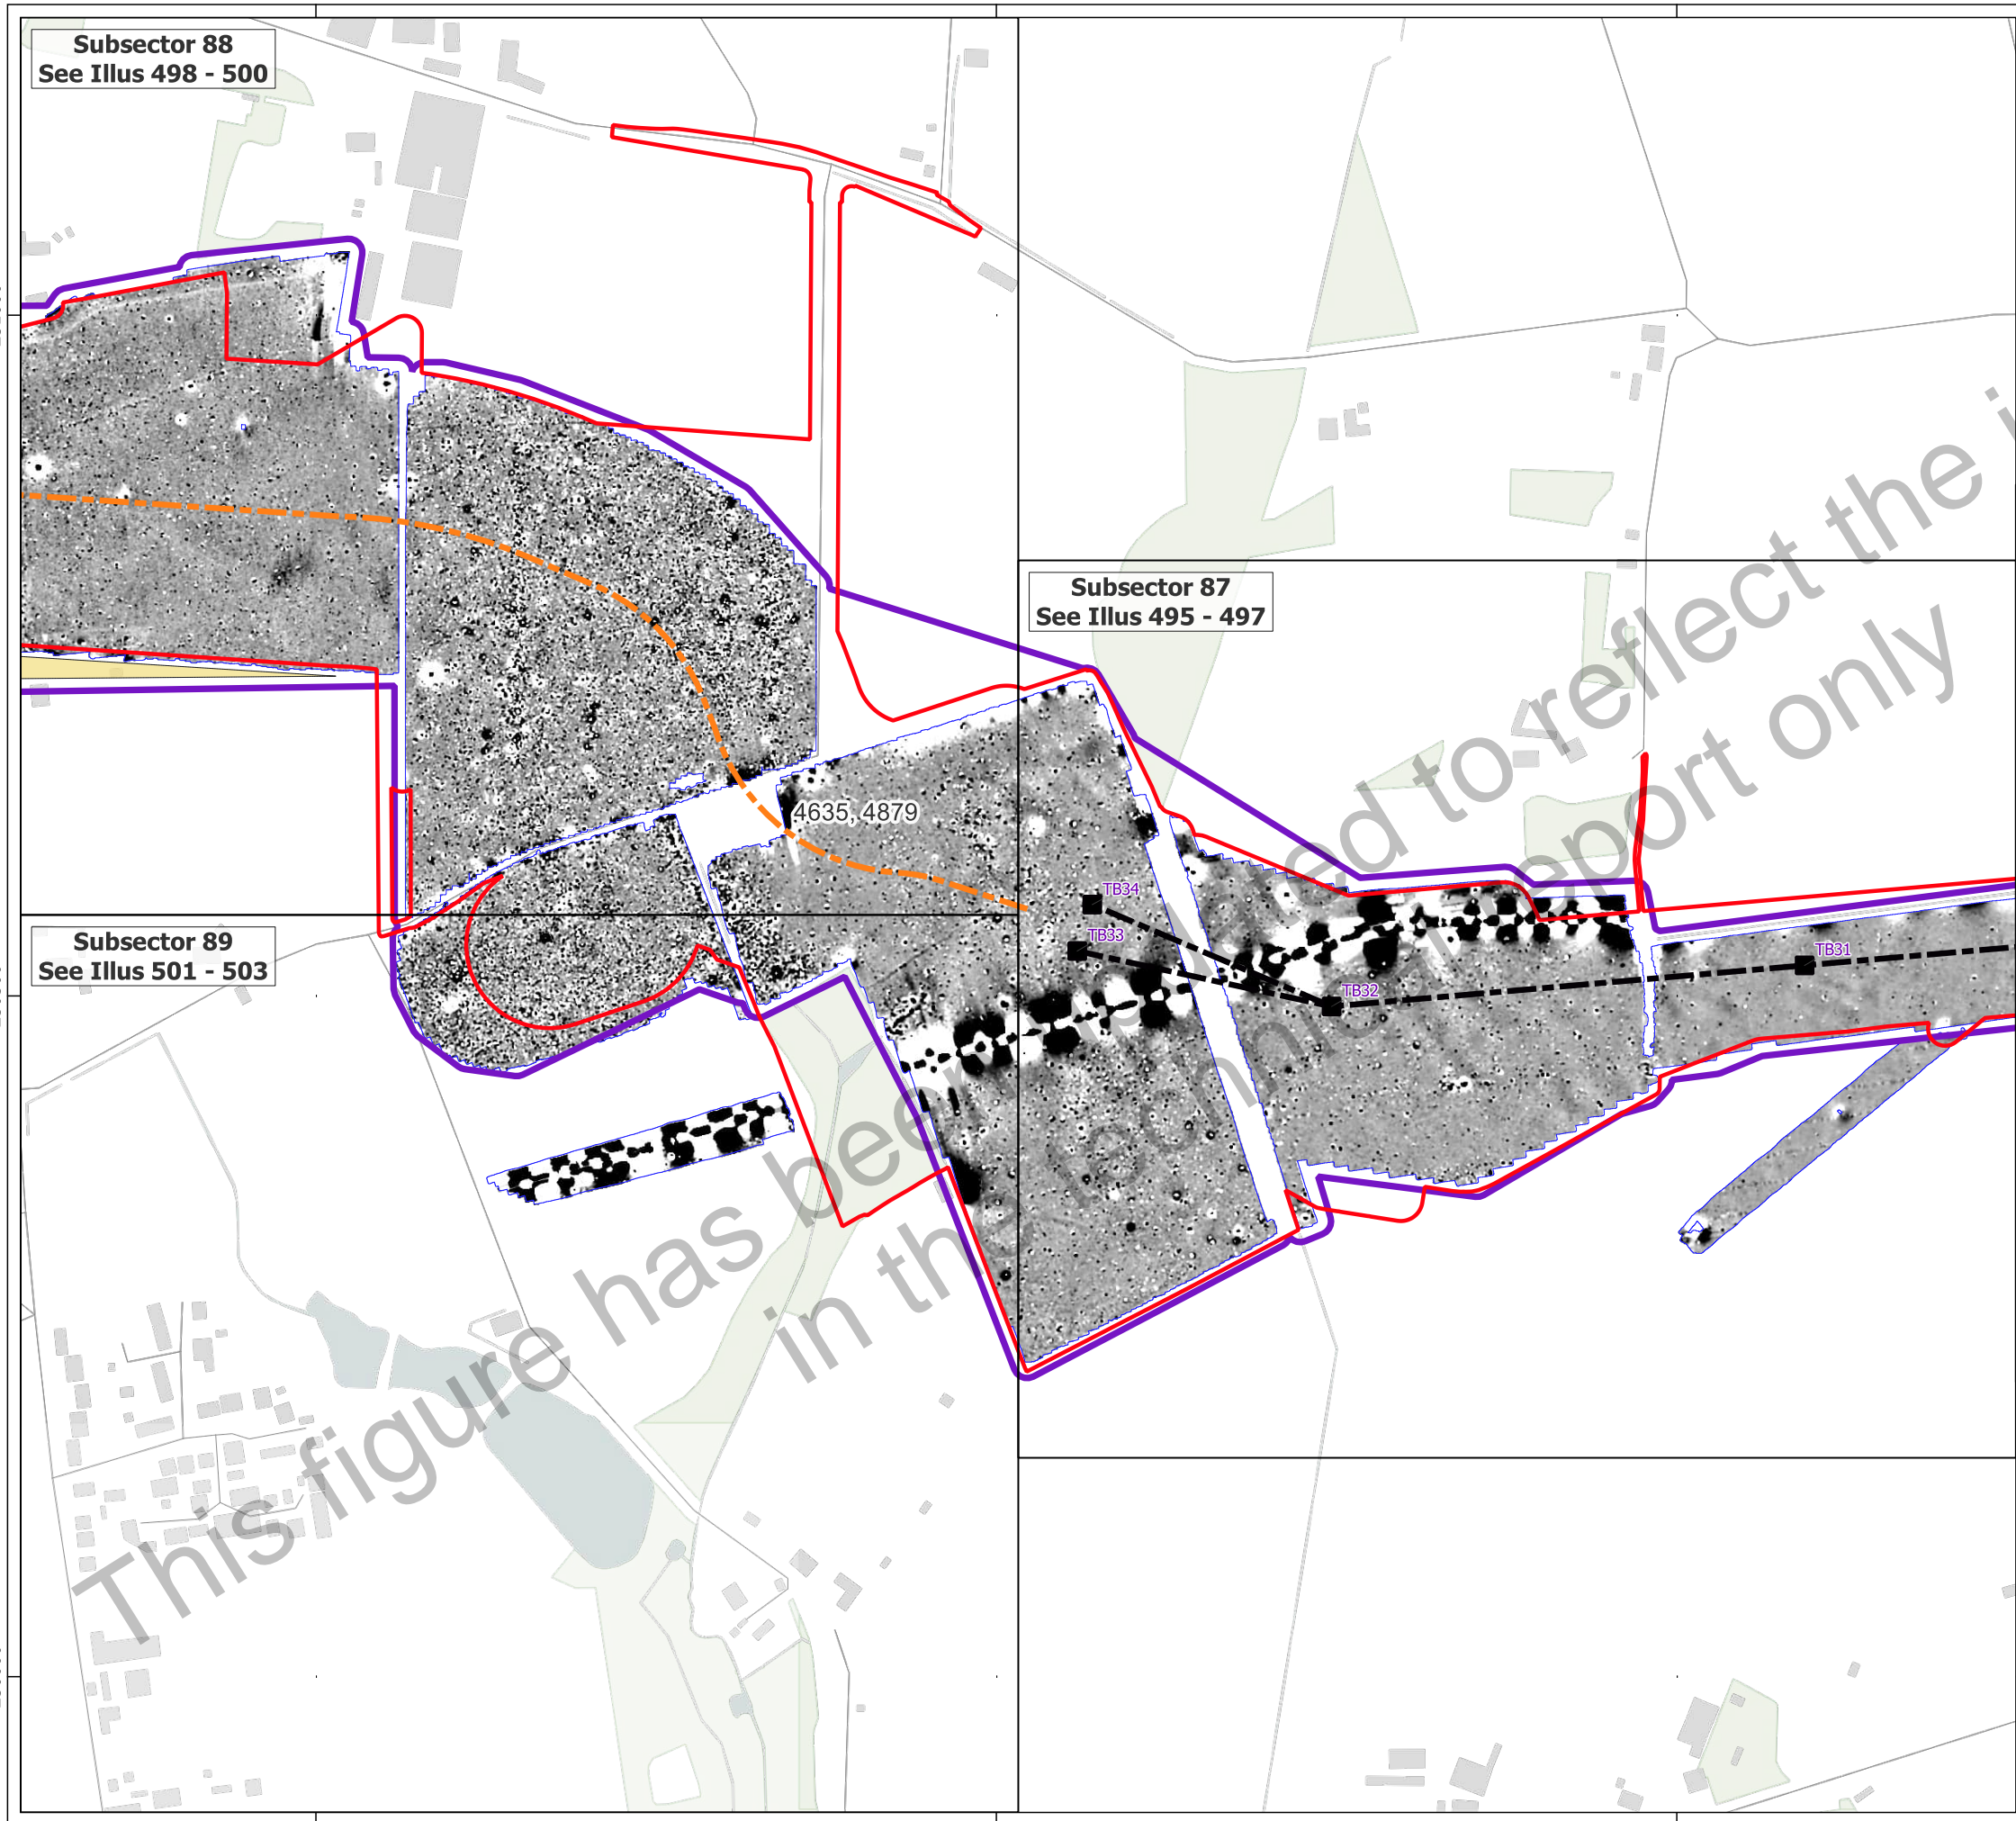 Subsector 88
See Illus 498 - 500
Subsector 87
See Illus 495 - 497
4635, 4879
TB34
TB33
TB32
TB31
Subsector 89
See Illus 501 - 503
This figure has been to reflect the i
in the report only